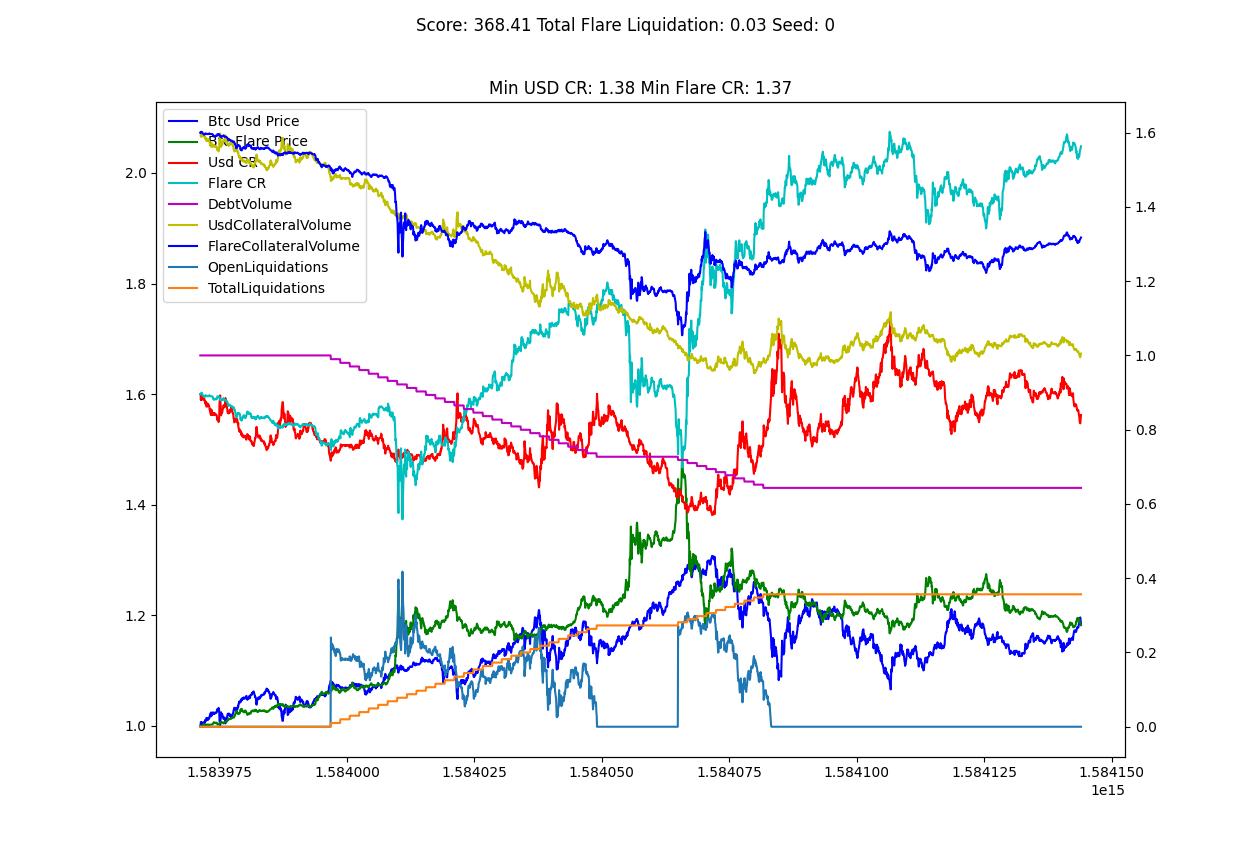 Score: 368.41 Total Flare Liquidation: 0.03 Seed: 0
Min USD CR: 1.38 Min Flare CR: 1.37
Btc Usd Price
Btc Flare Price
Usd CR
Flare CR
DebtVolume
UsdCollateralVolume
FlareCollateralVolume
OpenLiquidations
TotalLiquidations
2.0
1.8
1.6
1.4
1.2
1.0
1.6
1.4
1.2
1.0
0.8
0.6
0.4
0.2
0.0
1.583975 1.584000 1.584025 1.584050 1.584075 1.584100 1.584125 1.584150
1e15